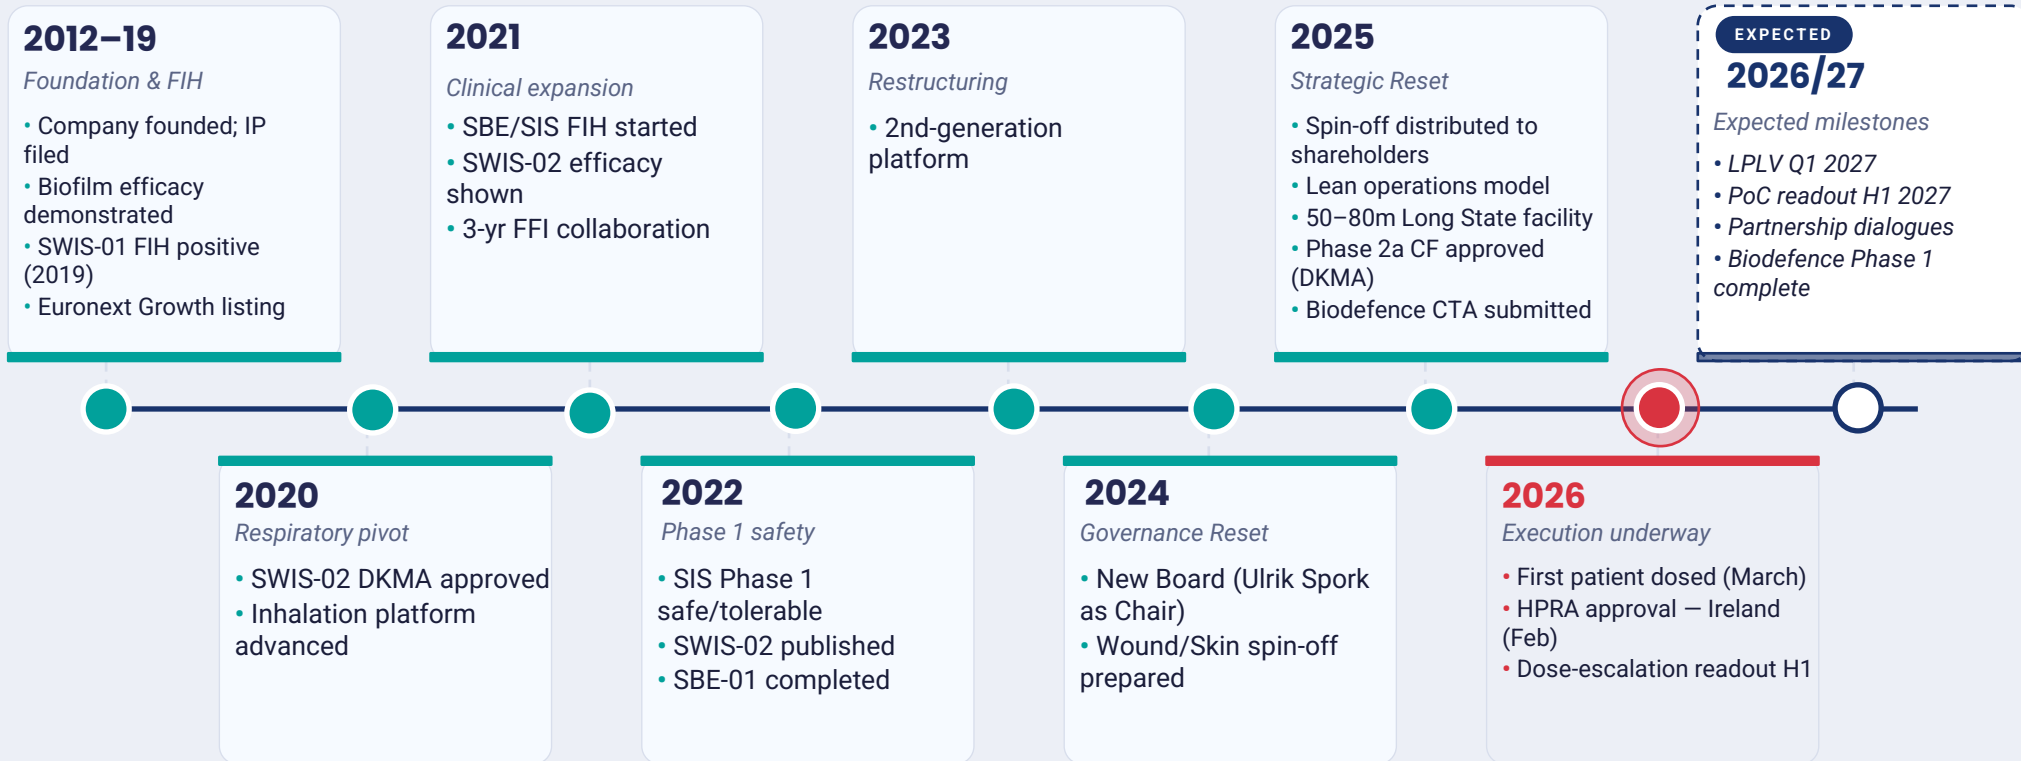 2012–19
Foundation & FIH
• Company founded; IP
filed
• Biofilm efficacy
demonstrated
• SWIS-01 FIH positive
(2019)
• Euronext Growth listing
2020
Respiratory pivot
• SWIS-02 DKMA approved
• Inhalation platform
advanced
2021
Clinical expansion
• SBE/SIS FIH started
• SWIS-02 efficacy
shown
• 3-yr FFI collaboration
2022
Phase 1 safety
• SIS Phase 1
safe/tolerable
• SWIS-02 published
• SBE-01 completed
2023
Restructuring
• 2nd-generation
platform
2024
Governance Reset
• New Board (Ulrik Spork
as Chair)
• Wound/Skin spin-off
prepared
2025
Strategic Reset
• Spin-off distributed to
shareholders
• Lean operations model
• 50–80m Long State facility
• Phase 2a CF approved
(DKMA)
• Biodefence CTA submitted
2026
Execution underway
• First patient dosed (March)
• HPRA approval — Ireland
(Feb)
• Dose-escalation readout H1
EXPECTED
2026/27
Expected milestones
• LPLV Q1 2027
• PoC readout H1 2027
• Partnership dialogues
• Biodefence Phase 1
complete